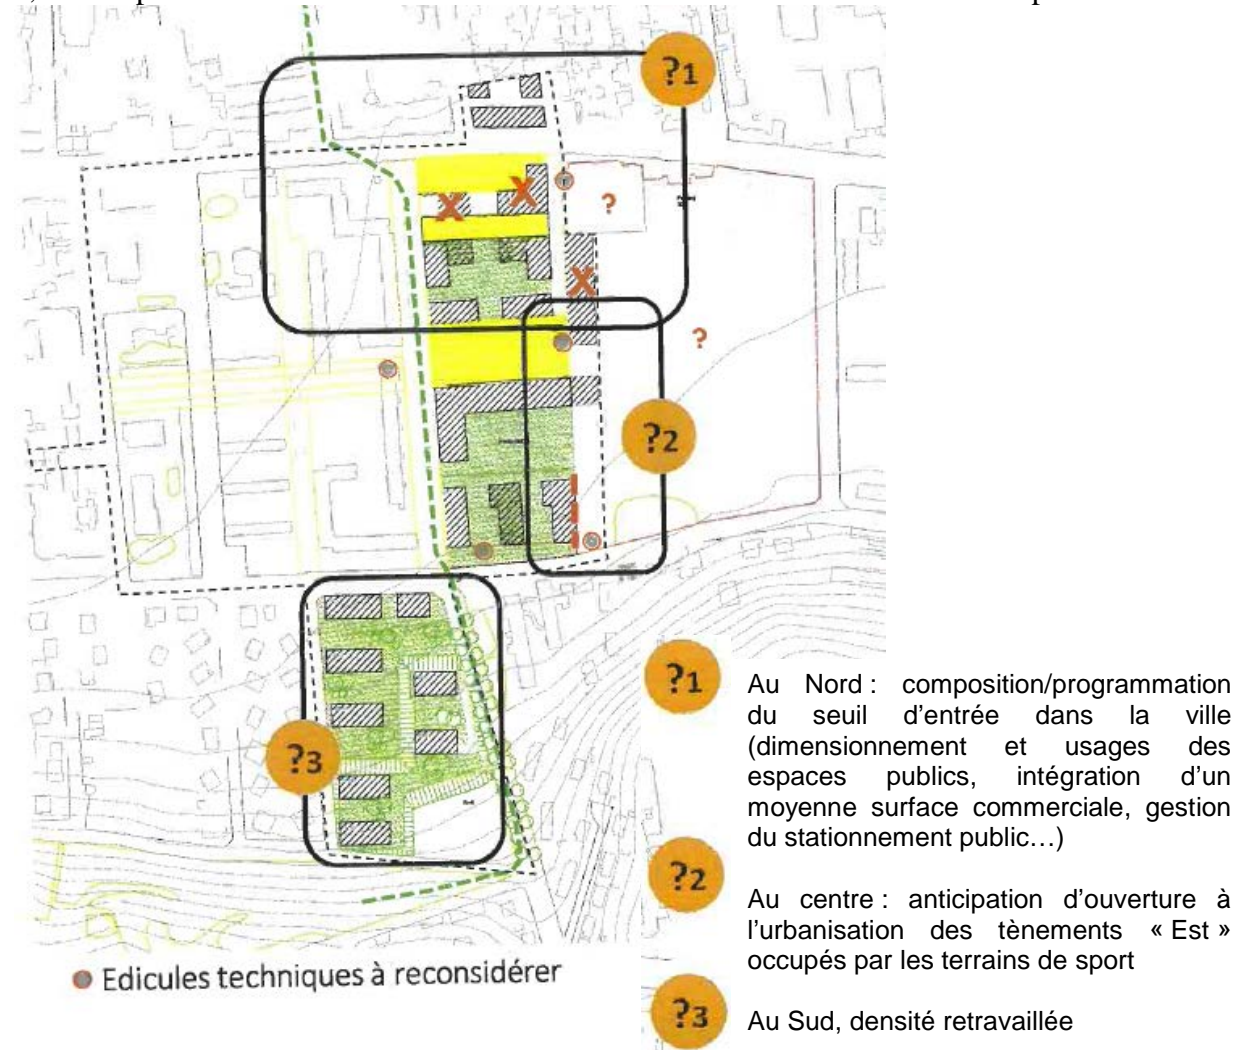 ?1
X
X
?
X
?
?2
?3
?1
Au Nord : composition/programmation
du seuil d'entrée dans la ville
(dimensionnement et usages des
espaces publics, intégration d'un
moyenne surface commerciale, gestion
du stationnement public…)
?2
Au centre : anticipation d'ouverture à
l'urbanisation des tènements « Est »
occupés par les terrains de sport
?3
Au Sud, densité retravaillée
Edicules techniques à reconsidérer